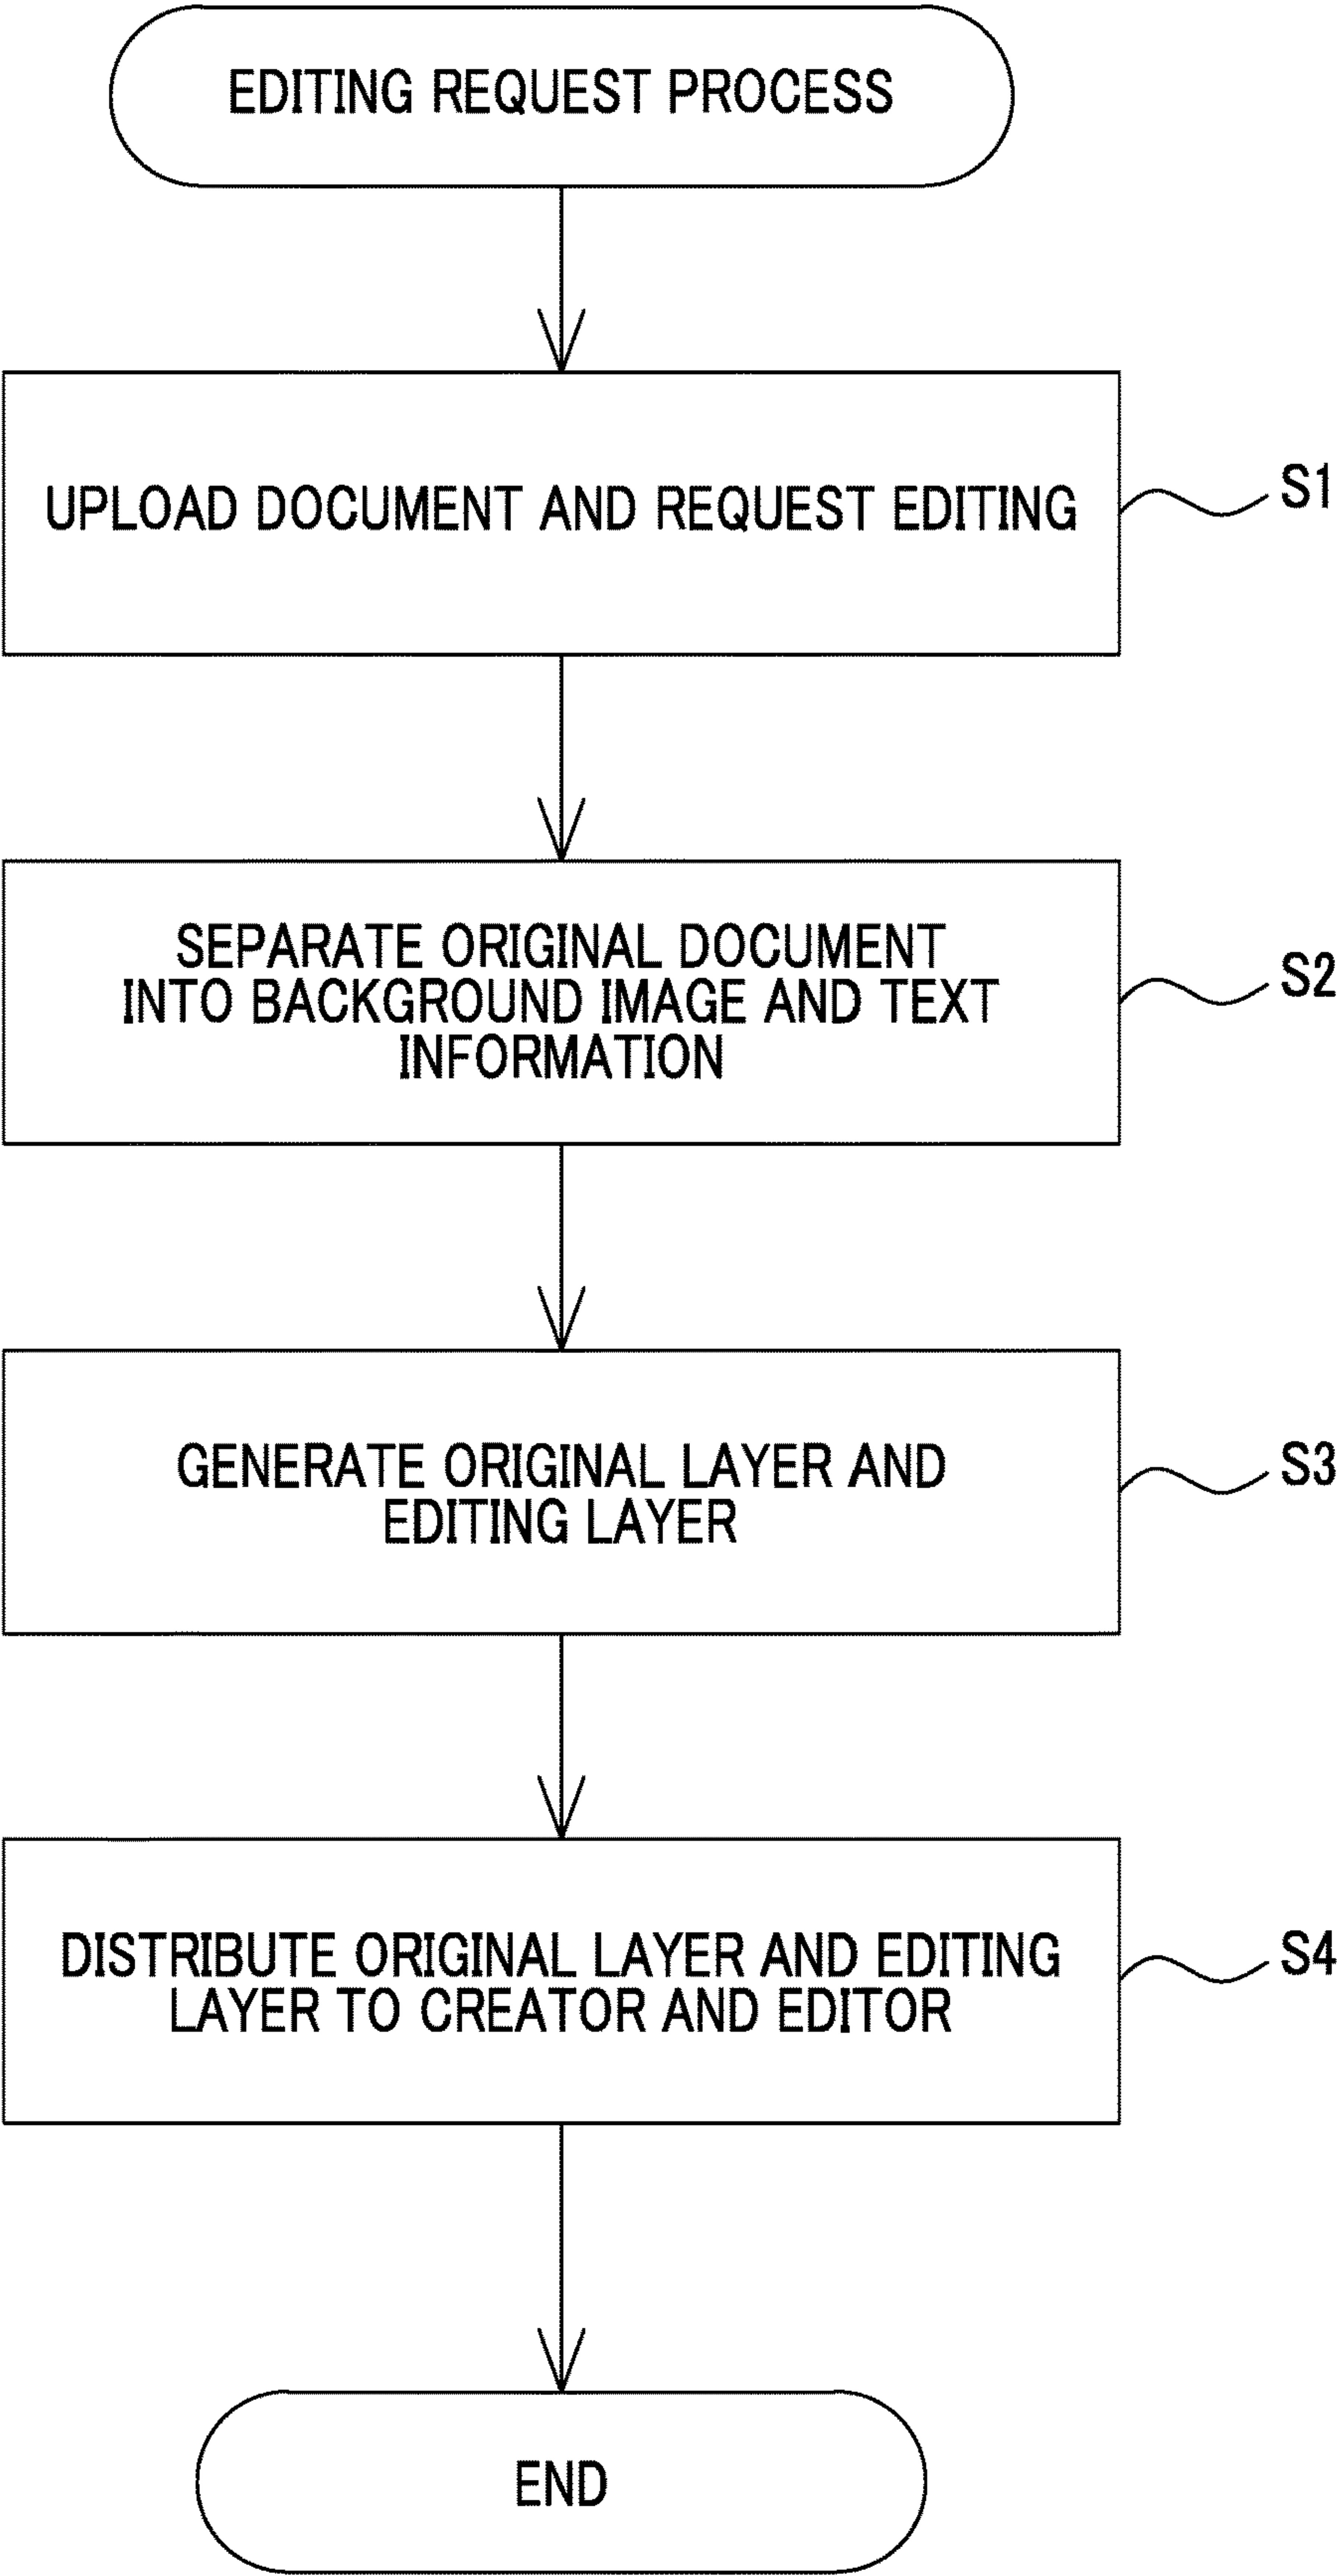 EDITING REQUEST PROCESS
UPLOAD DOCUMENT AND REQUEST EDITING
S1
SEPARATE ORIGINAL DOCUMENT
INTO BACKGROUND IMAGE AND TEXT
INFORMATION
S2
GENERATE ORIGINAL LAYER AND
EDITING LAYER
S3
DISTRIBUTE ORIGINAL LAYER AND EDITING
LAYER TO CREATOR AND EDITOR
S4
END